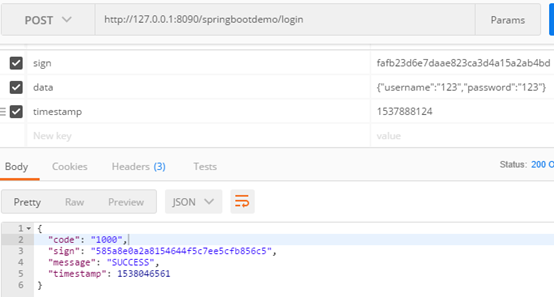 POST http://127.0.0.1:8090/springbootdemo/login Params
sign fafb23d6e7daae823ca3d4a15a2ab4bd
data {"username":"123","password":"123"}
timestamp 1537888124
New key value
Body Cookies Headers (3) Tests Status: 200 O
Pretty Raw Preview JSON
1 {
2 "code": "1000",
3 "sign": "585a8e0a2a8154644f5c7ee5cfb856c5",
4 "message": "SUCCESS",
5 "timestamp": 1538046561
6 }